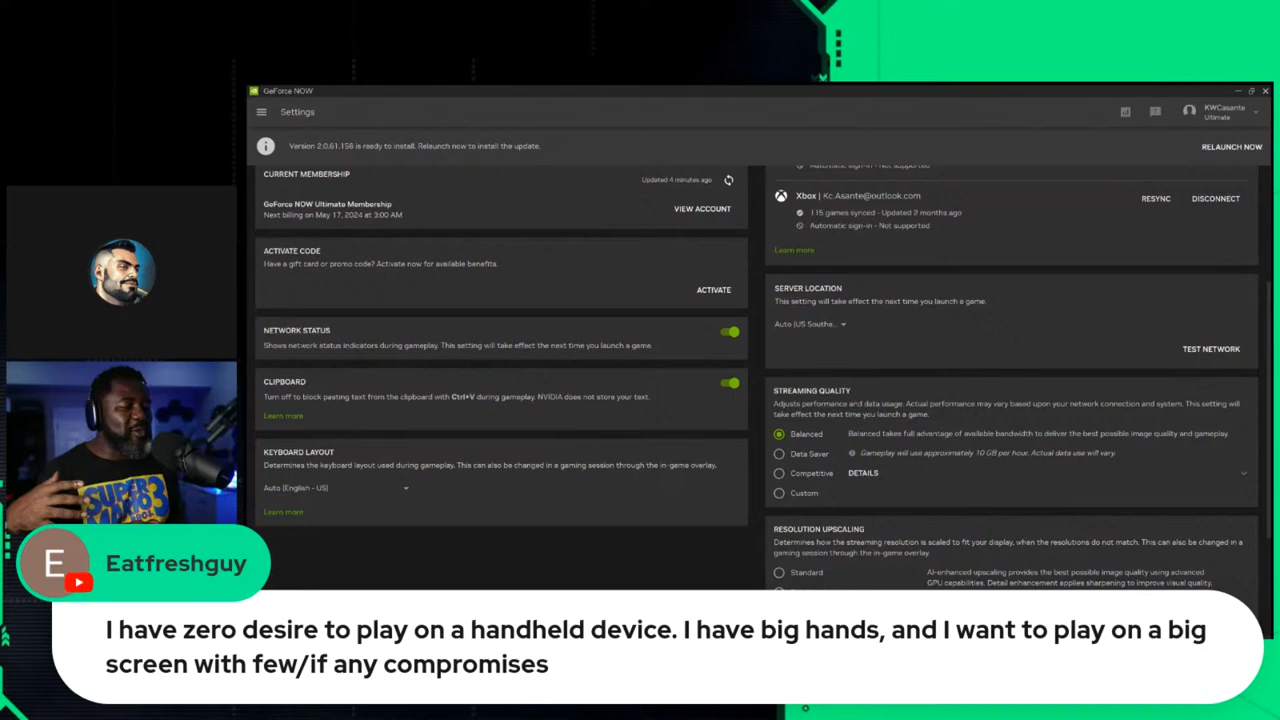 GeForce NOW
Settings
KWCasante
Ultimate
Version 2.0.61.156 is ready to install. Relaunch now to install the update.
RELAUNCH NOW
CURRENT MEMBERSHIP
Updated 4 minutes ago
GeForce NOW Ultimate Membership
Next billing on May 17, 2024 at 3:00 AM
VIEW ACCOUNT
ACTIVATE CODE
Have a gift card or promo code? Activate now for available benefits.
ACTIVATE
NETWORK STATUS
Shows network status indicators during gameplay. This setting will take effect the next time you launch a game.
CLIPBOARD
Turn off to block pasting text from the clipboard with Ctrl+V during gameplay. NVIDIA does not store your text.
Learn more
KEYBOARD LAYOUT
Determines the keyboard layout used during gameplay. This can also be changed in a gaming session through the in-game overlay.
Auto (English - US)
Learn more
Automatic sign-in - Not supported
Xbox | Kc.Asante@outlook.com
RESYNC
DISCONNECT
115 games synced - Updated 2 months ago
Automatic sign-in - Not supported
Learn more
SERVER LOCATION
This setting will take effect the next time you launch a game.
Auto (US Southe...
TEST NETWORK
STREAMING QUALITY
Adjusts performance and data usage. Actual performance may vary based upon your network connection and system. This setting will
take effect the next time you launch a game.
Balanced
Balanced takes full advantage of available bandwidth to deliver the best possible image quality and gameplay.
Data Saver
Gameplay will use approximately 10 GB per hour. Actual data use will vary.
Competitive
DETAILS
Custom
RESOLUTION UPSCALING
Determines how the streaming resolution is scaled to fit your display, when the resolutions do not match. This can also be changed in a
gaming session through the in-game overlay.
Standard
AI-enhanced upscaling provides the best possible image quality using advanced
GPU capabilities. Detail enhancement applies sharpening to improve visual quality,
SUPER
MARIO BROS 3
E
Eatfreshguy
I have zero desire to play on a handheld device. I have big hands, and I want to play on a big
screen with few/if any compromises